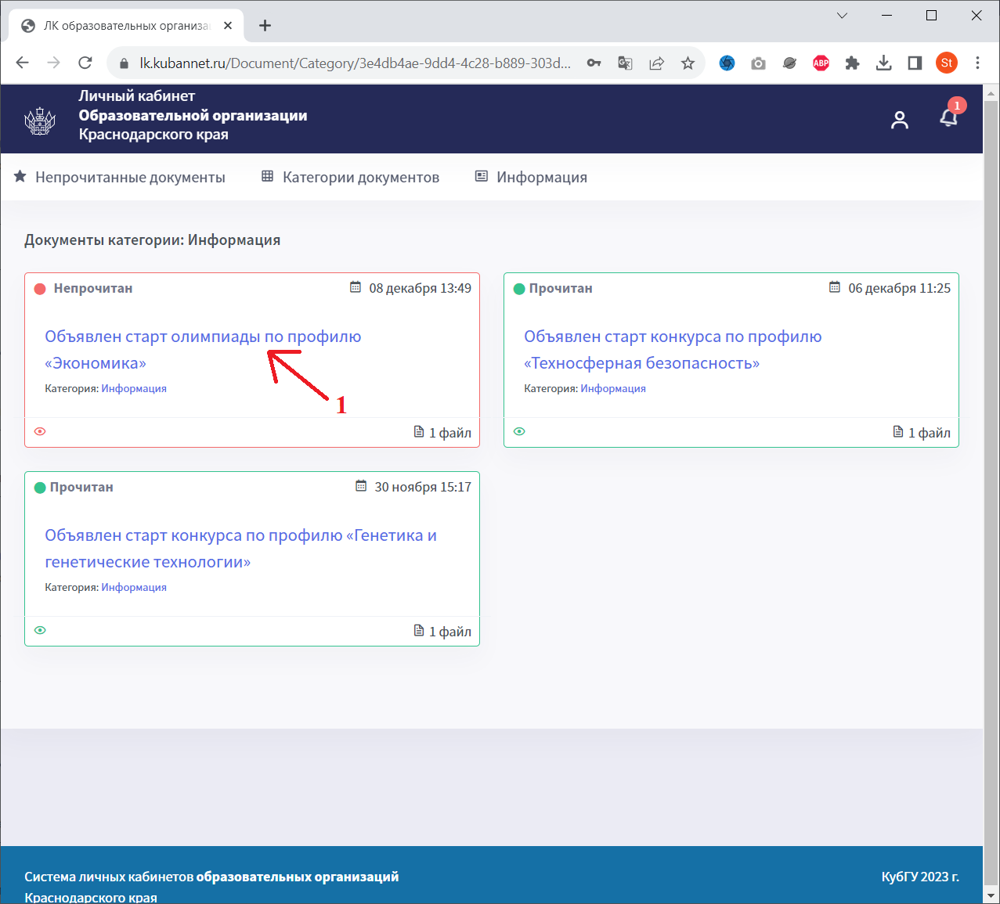 ЛК образовательных организа
lk.kubannet.ru/Document/Category/3e4db4ae-9dd4-4c28-b889-303d...
ABP
St
Личный кабинет
Образовательной организации
Краснодарского края
1
Непрочитанные документы
Категории документов
Информация
Документы категории: Информация
Непрочитан
08 декабря 13:49
Объявлен старт олимпиады по профилю
«Экономика»
Категория: Информация
1
1 файл
Прочитан
06 декабря 11:25
Объявлен старт конкурса по профилю
«Техносферная безопасность»
Категория: Информация
1 файл
Прочитан
30 ноября 15:17
Объявлен старт конкурса по профилю «Генетика и
генетические технологии»
Категория: Информация
1 файл
Система личных кабинетов образовательных организаций
Краснодарского края
КубГУ 2023 г.